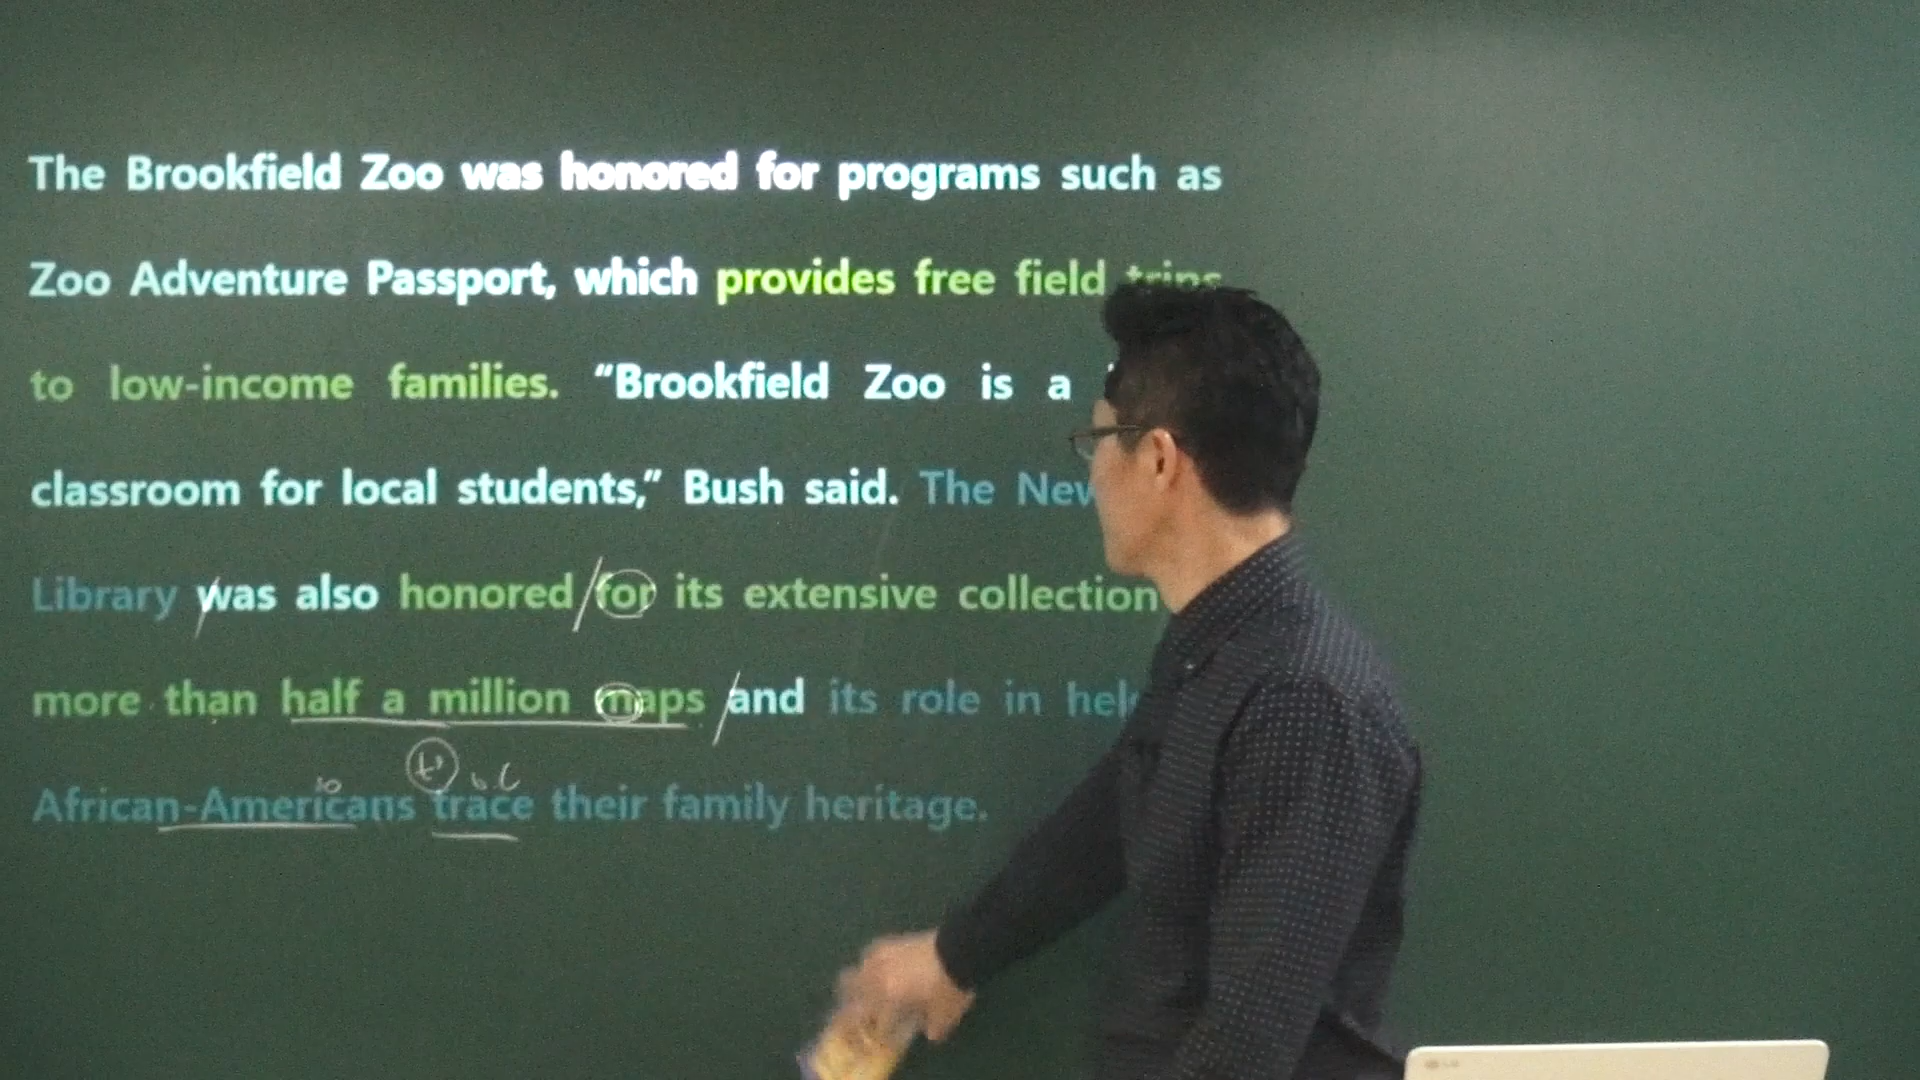 The Brookfield Zoo was honored for programs such as
Zoo Adventure Passport, which provides free field trips
to low-income families. “Brookfield Zoo is a
classroom for local students,” Bush said. The
Library was also honored for its extensive collection
more than half a million maps and its role in
African-Americans trace their family heritage.